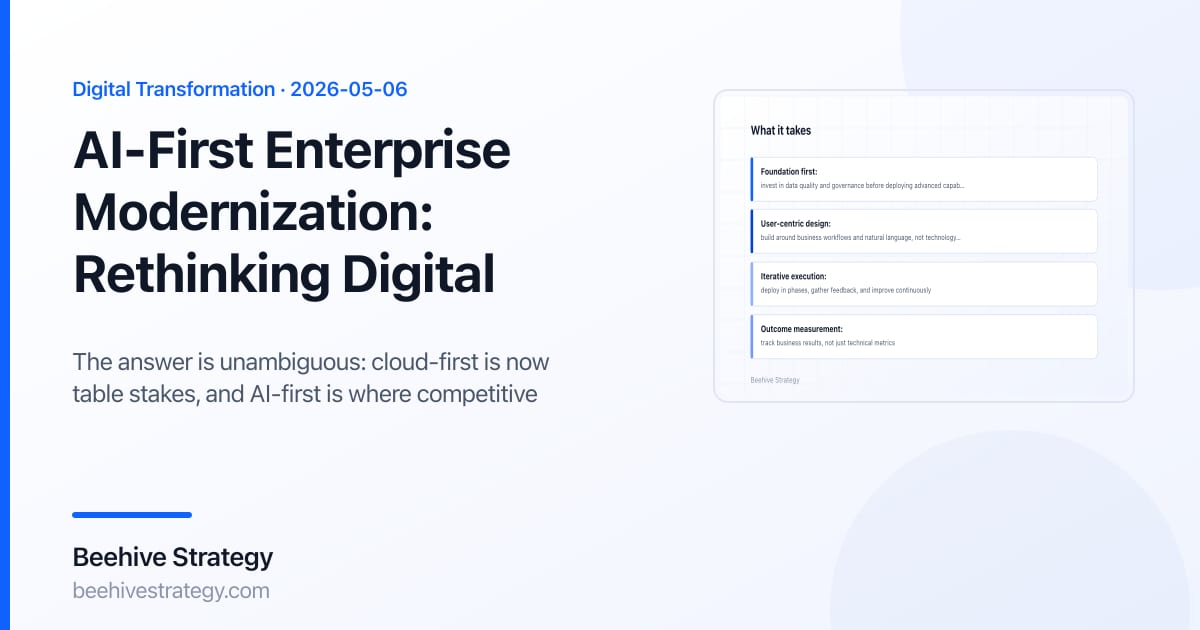 Digital Transformation · 2026-05-06
AI-First Enterprise
Modernization:
Rethinking Digital
The answer is unambiguous: cloud-first is now
table stakes, and AI-first is where competitive
Beehive Strategy
beehivestrategy.com
What it takes
Foundation first:
invest in data quality and governance before deploying advanced capab...
User-centric design:
build around business workflows and natural language, not technology...
Iterative execution:
deploy in phases, gather feedback, and improve continuously
Outcome measurement:
track business results, not just technical metrics
Beehive Strategy